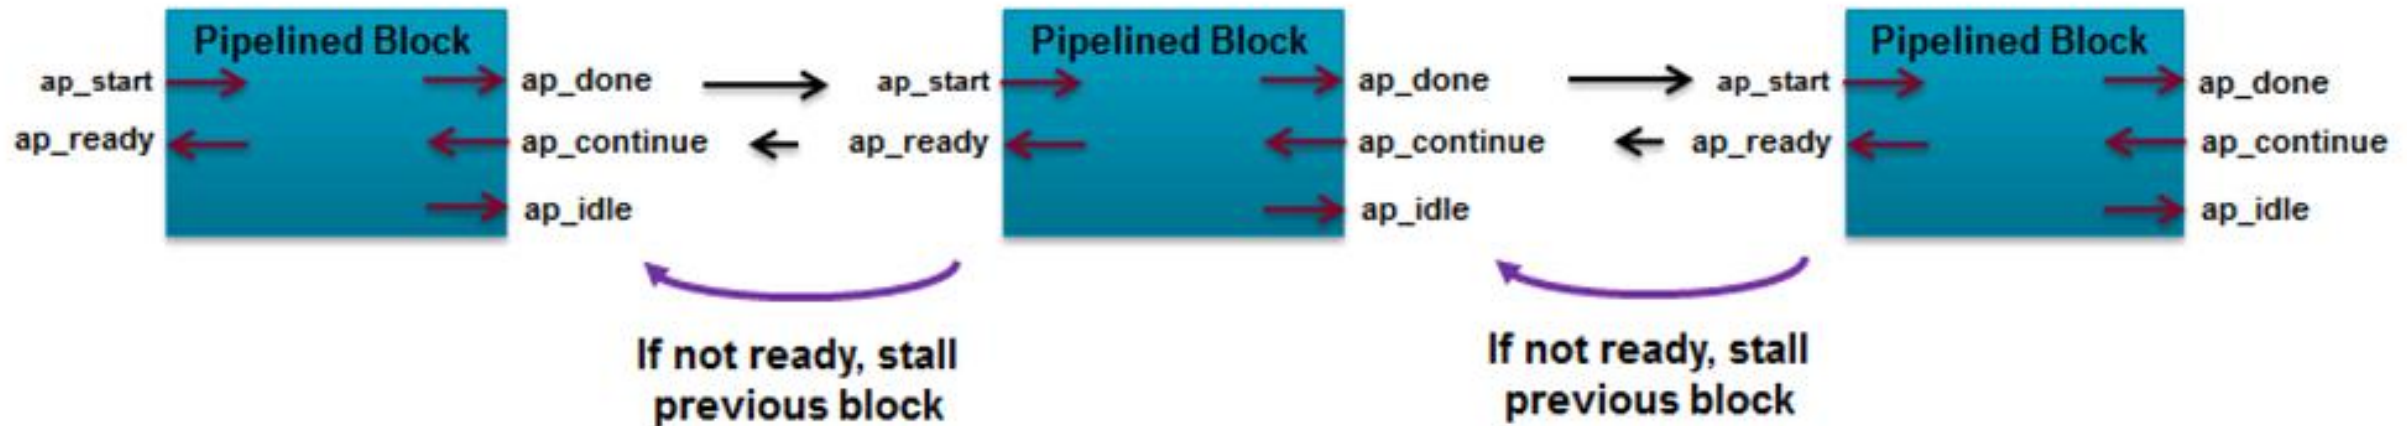 Pipelined Block
ap_start
ap_ready
ap_done
ap_continue
ap_idle
Pipelined Block
ap_start
ap_ready
ap_done
ap_continue
ap_idle
Pipelined Block
ap_start
ap_ready
ap_done
ap_continue
ap_idle
If not ready, stall
previous block
If not ready, stall
previous block